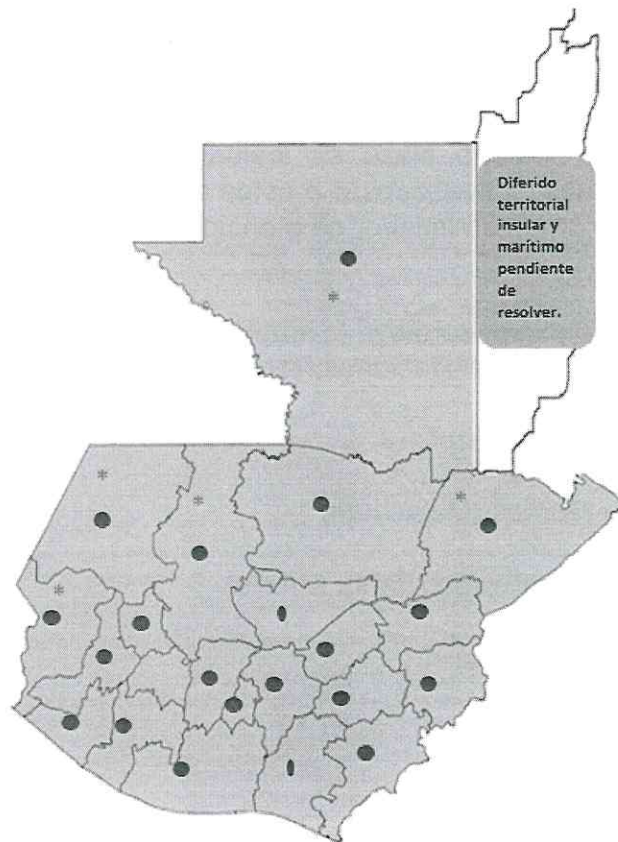 Diferido
territorial
insular y
marítimo
pendiente
de
resolver.